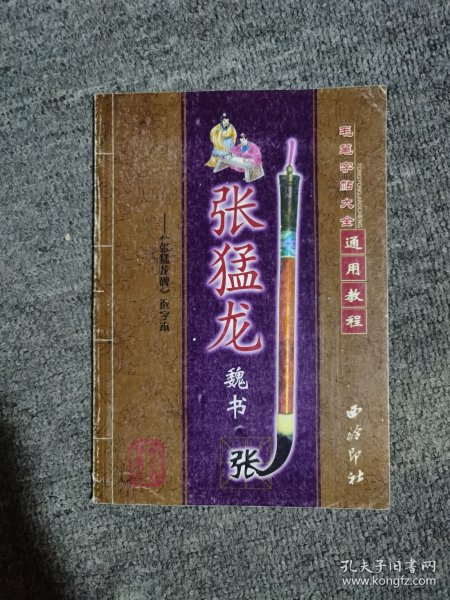 毛笔字帖大全
TONGYONGJIAOCHENG
通用教程
张猛龙
魏书
张
——《张猛龙碑》选字本
西泠印社
孔夫子旧书网
www.kongfz.com